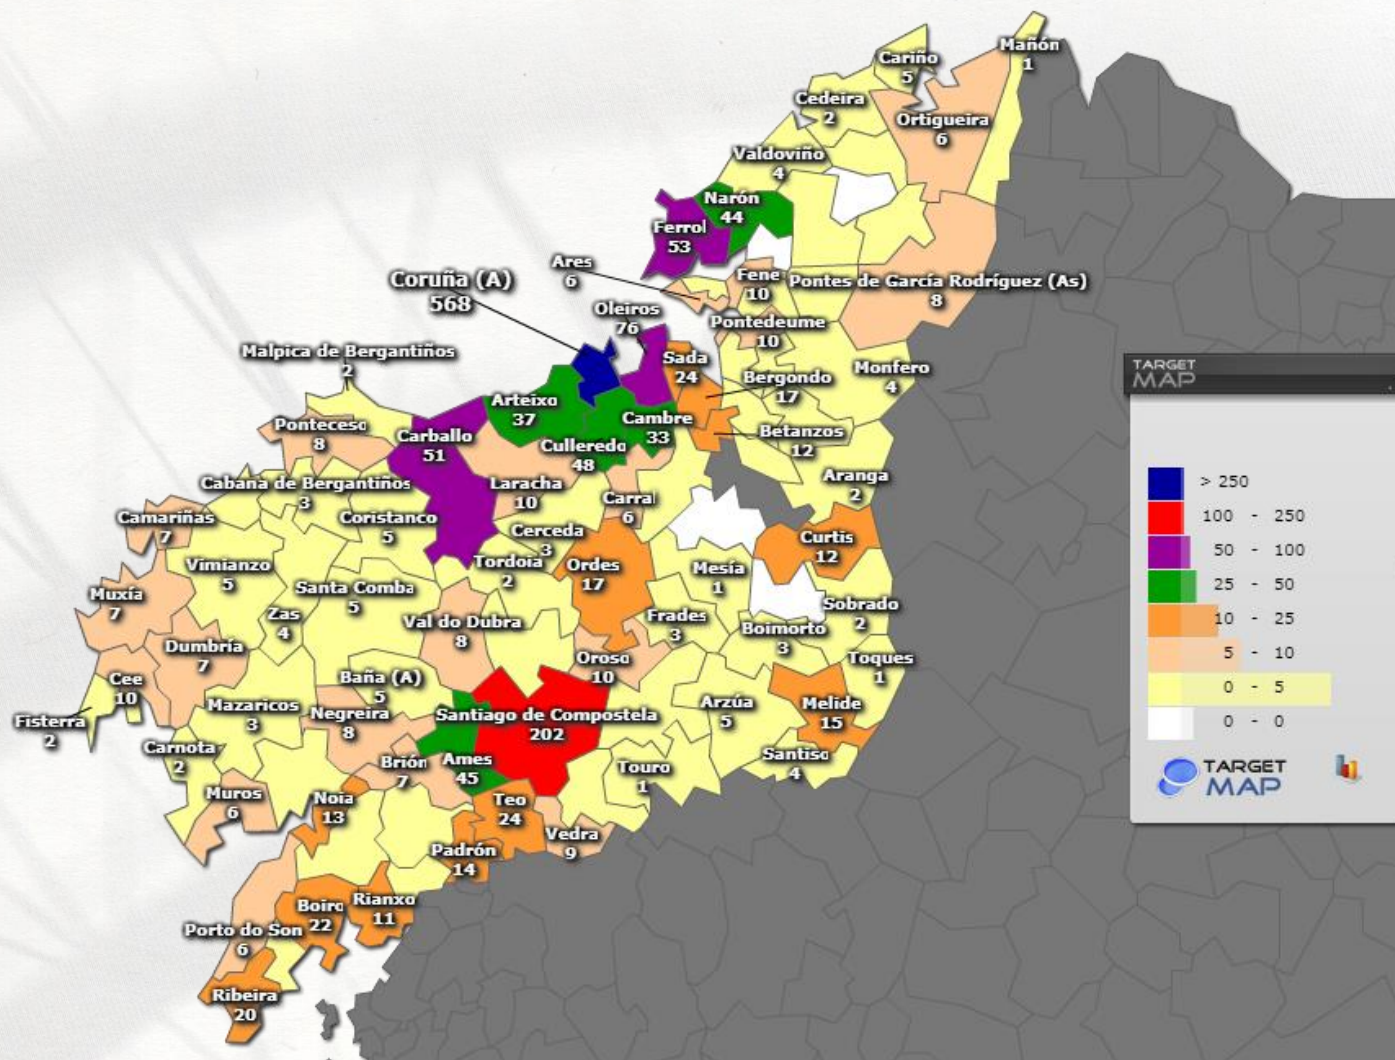 Mañón
1
Cariño
5
Cedeira
2
Ortigueira
6
Valdoviño
4
Narón
44
Ferrol
53
Ares
6
Fene
10
Pontes de García Rodríguez (As)
8
Coruña (A)
568
Oleiros
76
Pontedeume
10
Malpica de Bergantiños
2
Sada
24
Bergondo
17
Monfero
4
Arteixo
37
Cambre
33
Ponteceso
8
Carballo
51
Culleredo
48
Betanzos
12
Aranga
2
Cabana de Bergantiños
3
Laracha
10
Carral
6
Camariñas
7
Coristanco
5
Cerceda
3
Curtis
12
Vimianzo
5
Tordoia
2
Ordes
17
Mesía
1
Muxía
7
Santa Comba
5
Zas
4
Val do Dubra
8
Frades
3
Boimorto
3
Sobrado
2
Dumbría
7
Oroso
10
Toques
1
Cee
10
Baña (A)
5
Fisterra
2
Mazaricos
3
Negreira
8
Santiago de Compostela
202
Arzúa
5
Melide
15
Carnota
2
Brión
7
Ames
45
Touro
1
Santiso
4
Muros
6
Noia
13
Teo
24
Vedra
9
Padrón
14
Boiro
22
Rianxo
11
Porto do Son
6
Ribeira
20
TARGET
MAP
> 250
100 - 250
50 - 100
25 - 50
10 - 25
5 - 10
0 - 5
0 - 0
TARGET
MAP